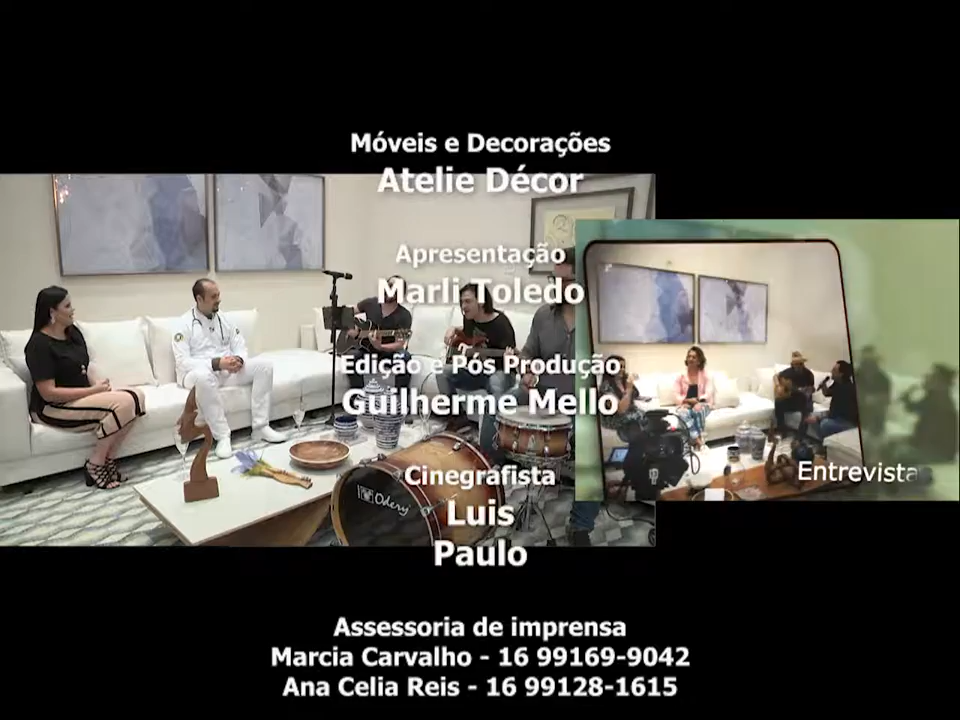 Móveis e Decorações
Atelie Décor
Apresentação
Marli Toledo
Edição e Pós Produção
Guilherme Mello
Cinegrafista
Luis
Paulo
Entrevista
Odery
Assessoria de imprensa
Marcia Carvalho - 16 99169-9042
Ana Celia Reis - 16 99128-1615